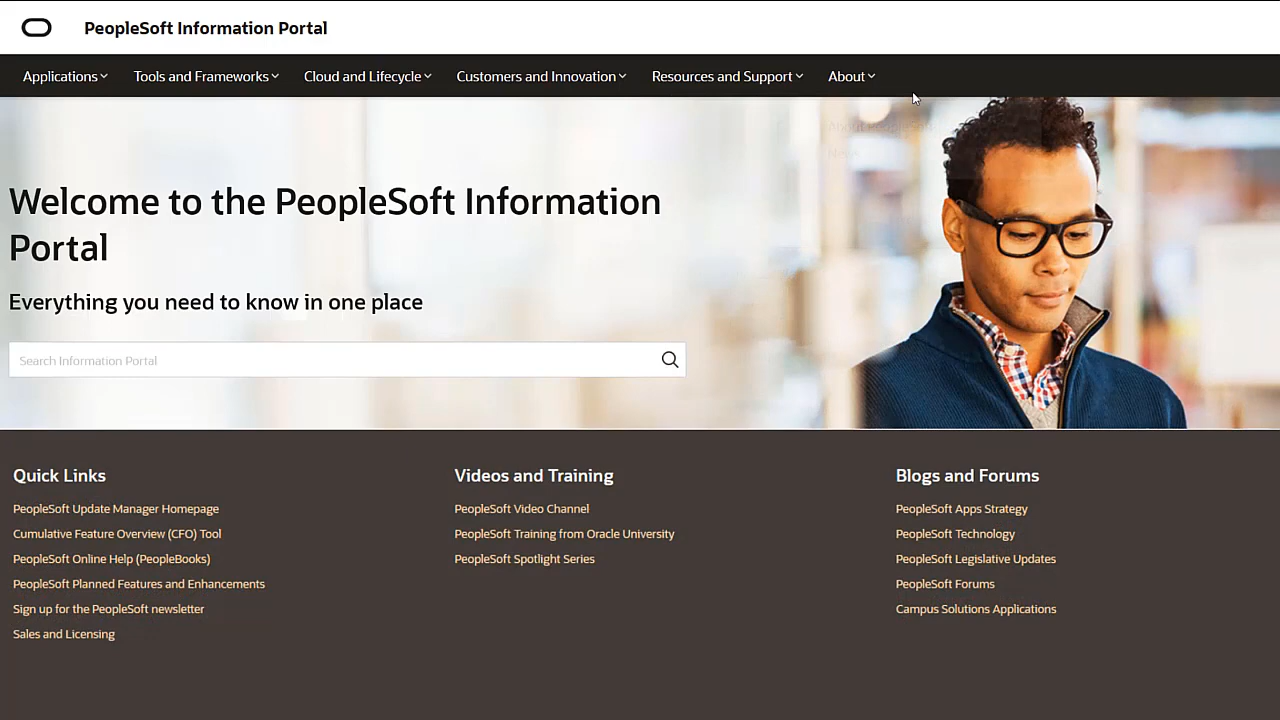 PeopleSoft Information Portal
Applications
Tools and Frameworks
Cloud and Lifecycle
Customers and Innovation
Resources and Support
About
Welcome to the PeopleSoft Information
Portal
Everything you need to know in one place
Search Information Portal
Quick Links
PeopleSoft Update Manager Homepage
Cumulative Feature Overview (CFO) Tool
PeopleSoft Online Help (PeopleBooks)
PeopleSoft Planned Features and Enhancements
Sign up for the PeopleSoft newsletter
Sales and Licensing
Videos and Training
PeopleSoft Video Channel
PeopleSoft Training from Oracle University
PeopleSoft Spotlight Series
Blogs and Forums
PeopleSoft Apps Strategy
PeopleSoft Technology
PeopleSoft Legislative Updates
PeopleSoft Forums
Campus Solutions Applications